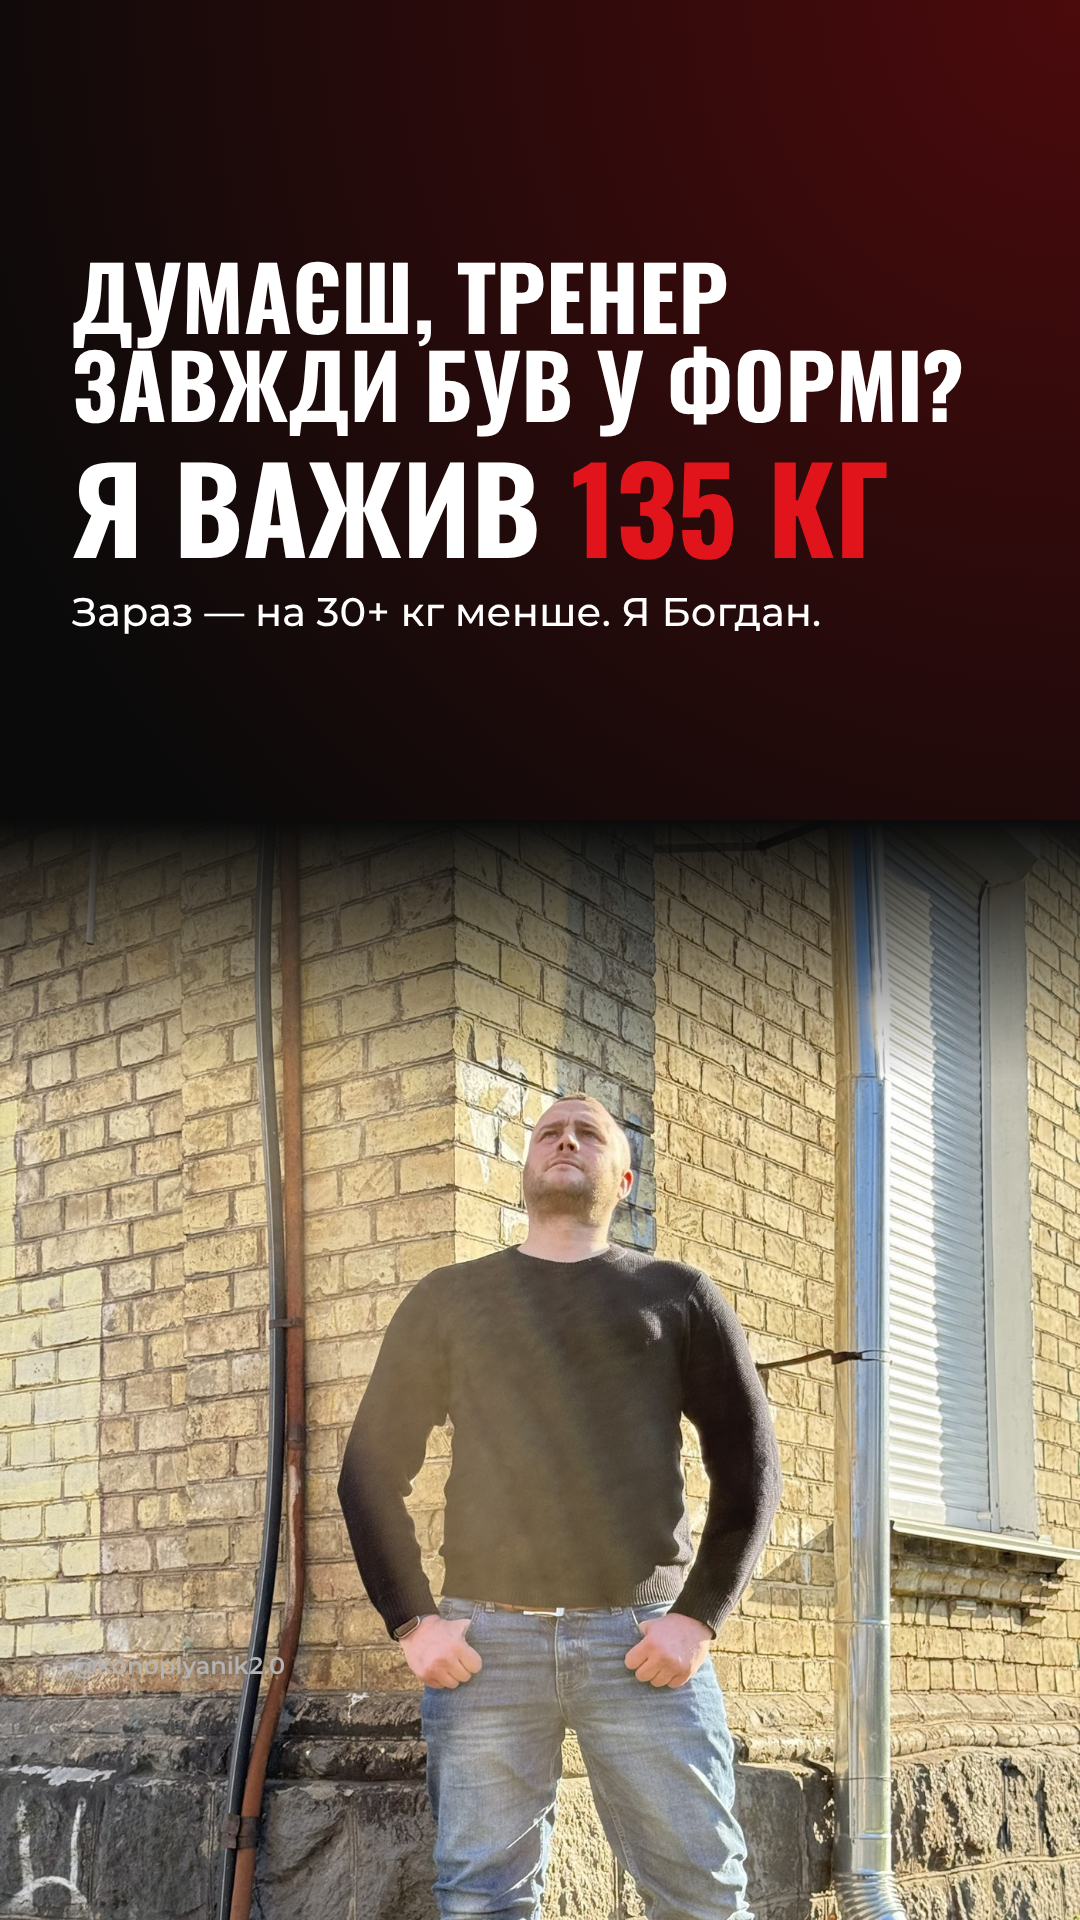 ДУМАЄШ, ТРЕНЕР
ЗАВЖДИ БУВ У ФОРМІ?
Я ВАЖИВ 135 КГ
Зараз — на 30+ кг менше. Я Богдан.
@konoplyanik2.0